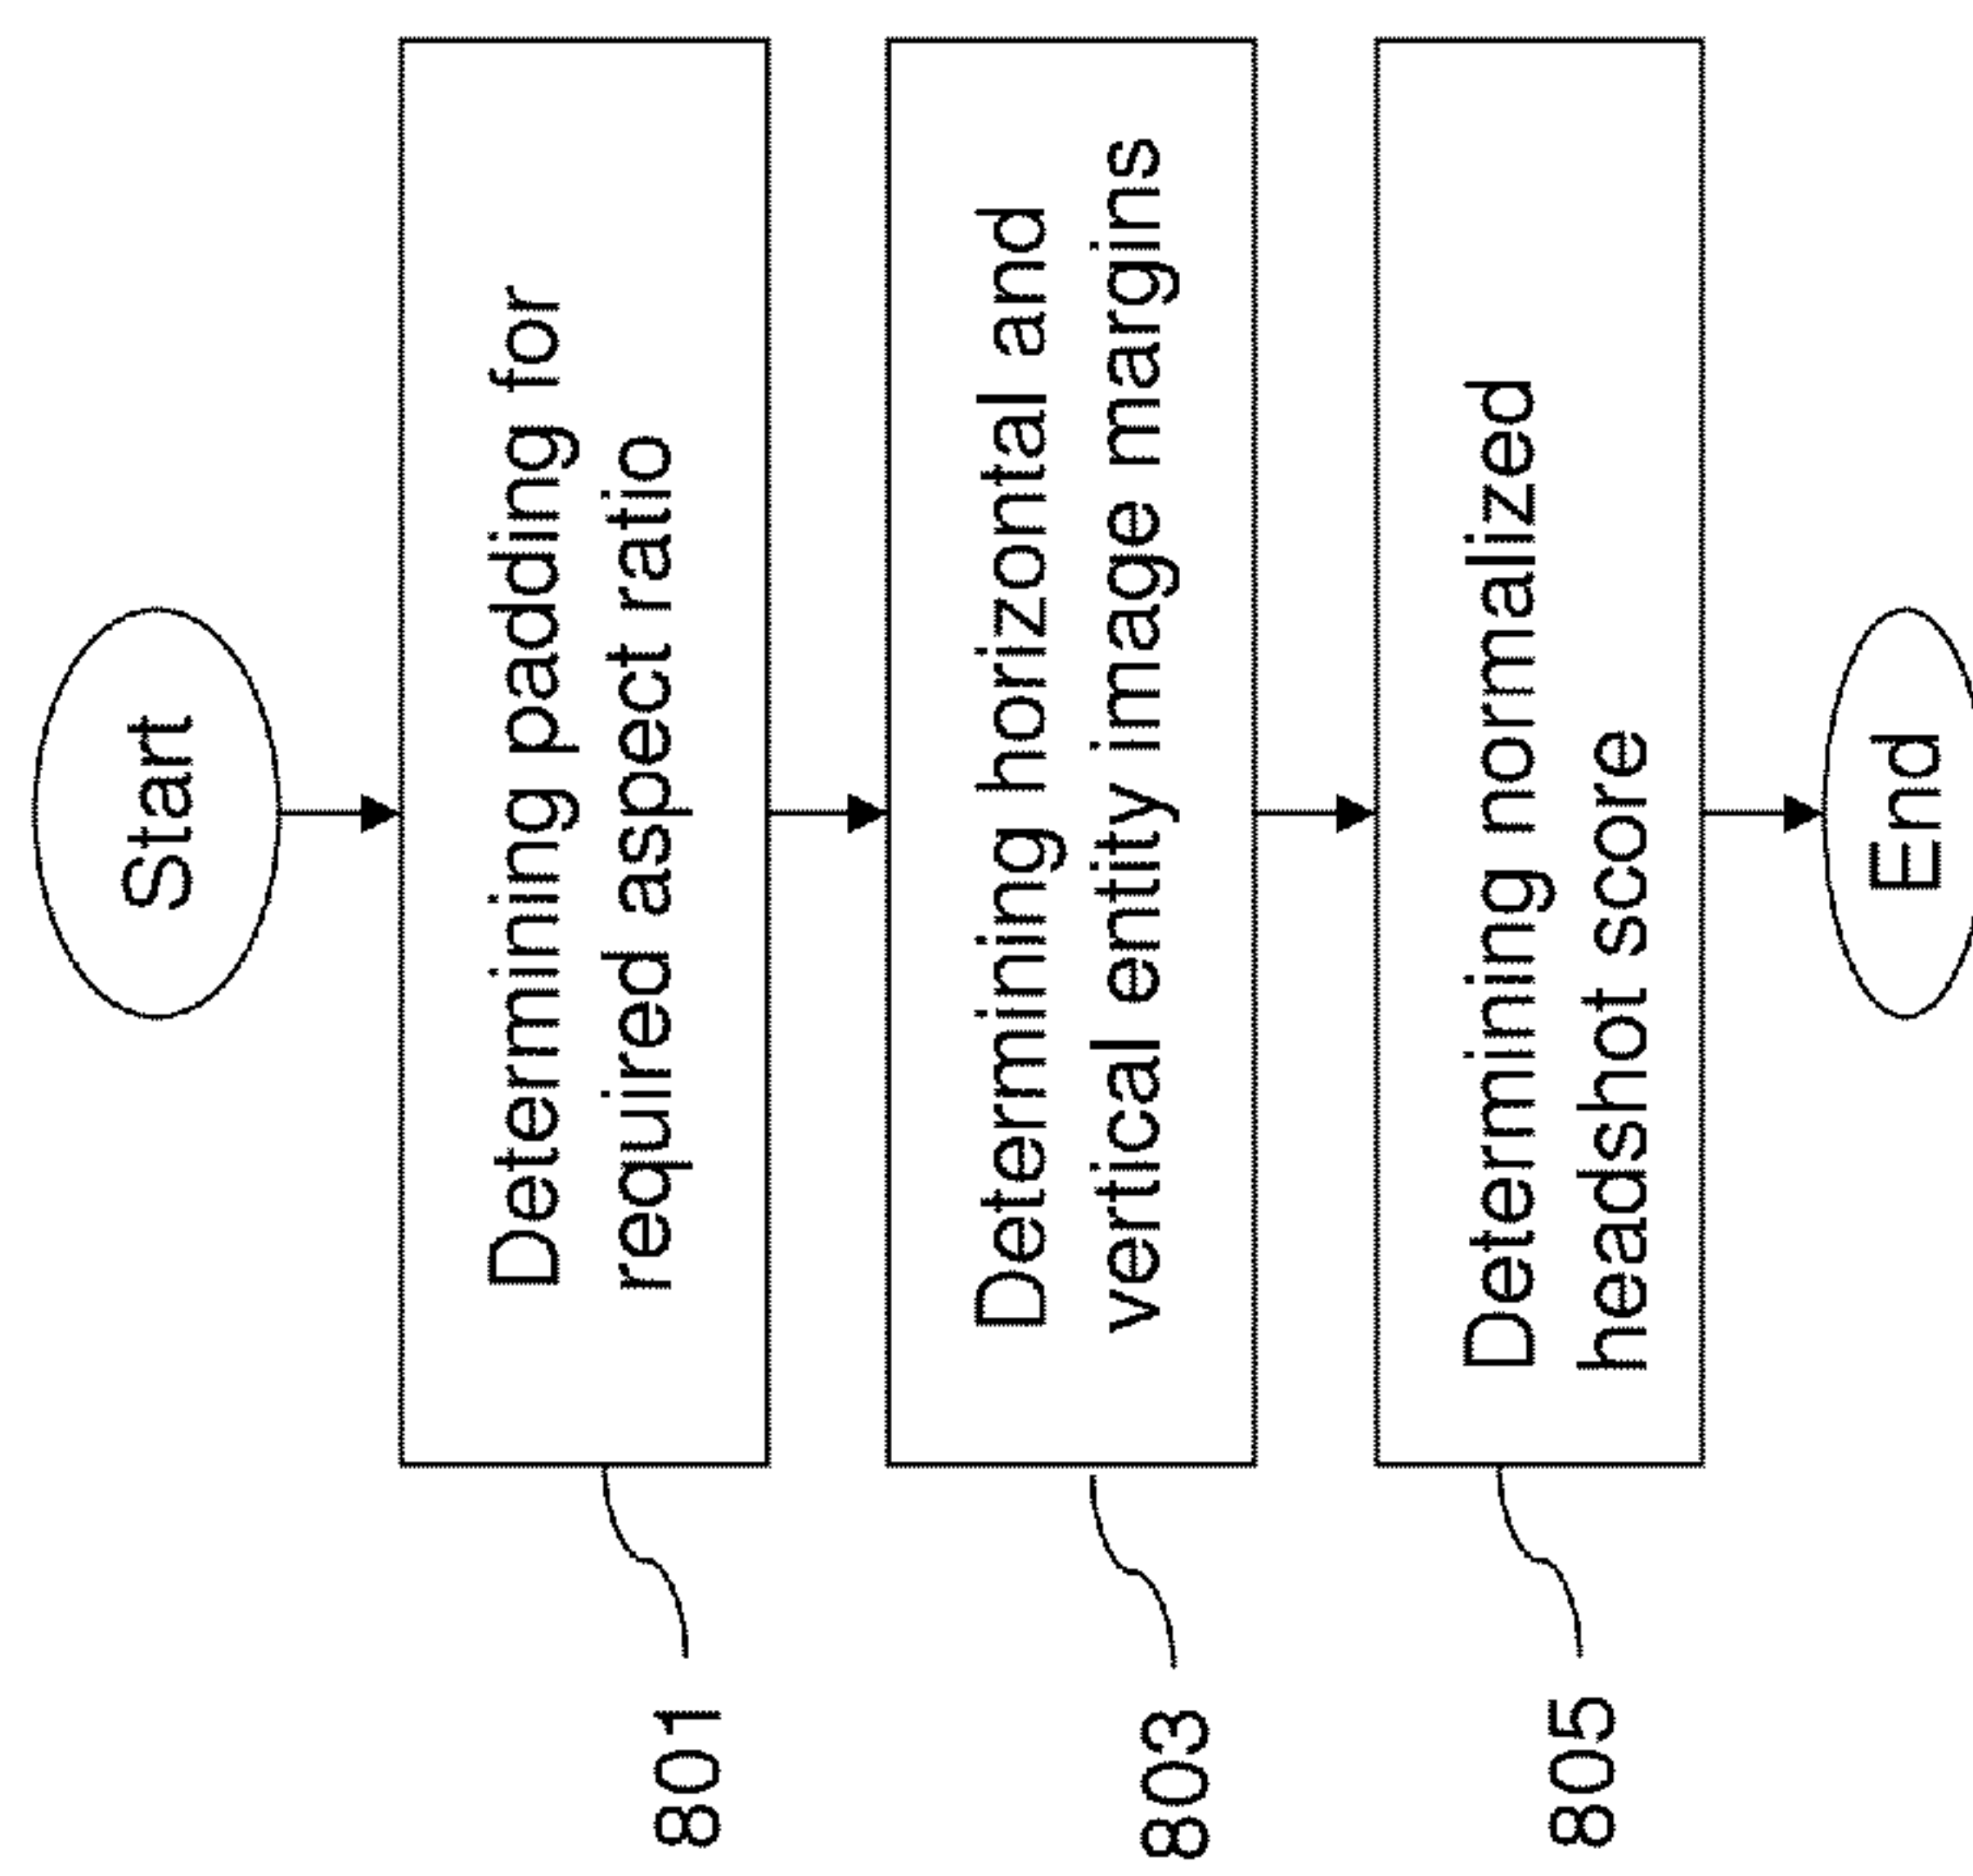 Start
801
Determining padding for
required aspect ratio
803
Determining horizontal and
vertical entity image margins
805
Determining normalized
headshot score
End